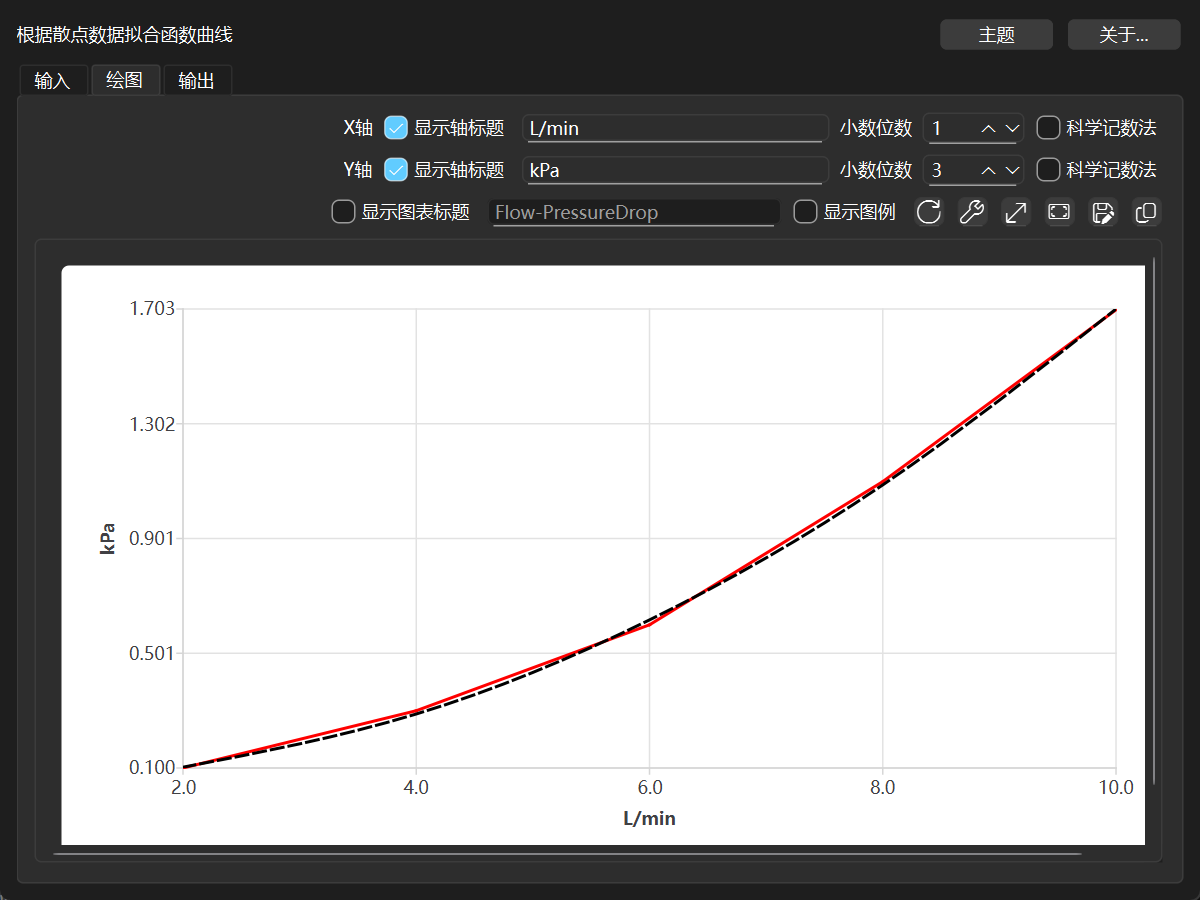 根据散点数据拟合函数曲线 主题 关于...
输入 绘图 输出
X轴 显示轴标题 L/min 小数位数 1 科学记数法
Y轴 显示轴标题 kPa 小数位数 3 科学记数法
显示图表标题 Flow-PressureDrop 显示图例
1.703
1.302
kPa
0.901
0.501
0.100
2.0 4.0 6.0 8.0 10.0
L/min